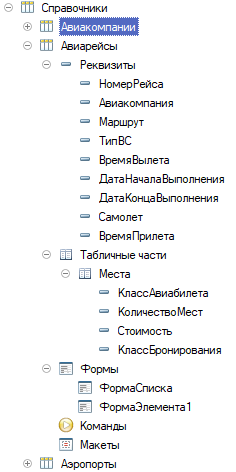 Справочники
Авиакомпании
Авиарейсы
Реквизиты
НомерРейса
Авиакомпания
Маршрут
ТипВС
ВремяВылета
ДатаНачалаВыполнения
ДатаКонцаВыполнения
Самолет
ВремяПрилета
Табличные части
Места
КлассАвиабилета
КоличествоМест
Стоимость
КлассБронирования
Формы
ФормаСписка
ФормаЭлемента1
Команды
Макеты
Аэропорты